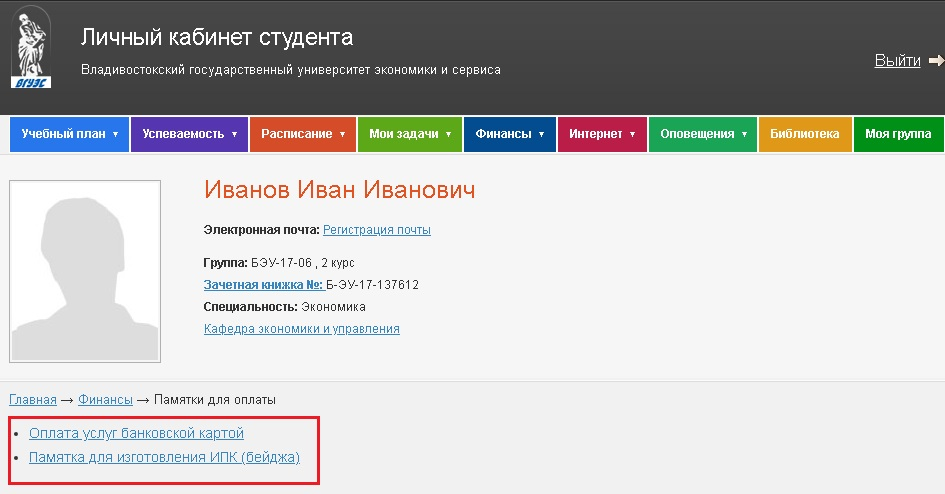 Личный кабинет студента
Владивостокский государственный университет экономики и сервиса
ВГУЭС
Выйти
Учебный план Успеваемость Расписание Мои задачи Финансы Интернет Оповещения Библиотека Моя группа
Иванов Иван Иванович
Электронная почта: Регистрация почты
Группа: БЭУ-17-06 , 2 курс
Зачетная книжка №: Б-ЭУ-17-137612
Специальность: Экономика
Кафедра экономики и управления
Главная → Финансы → Памятки для оплаты
• Оплата услуг банковской картой
• Памятка для изготовления ИПК (бейджа)